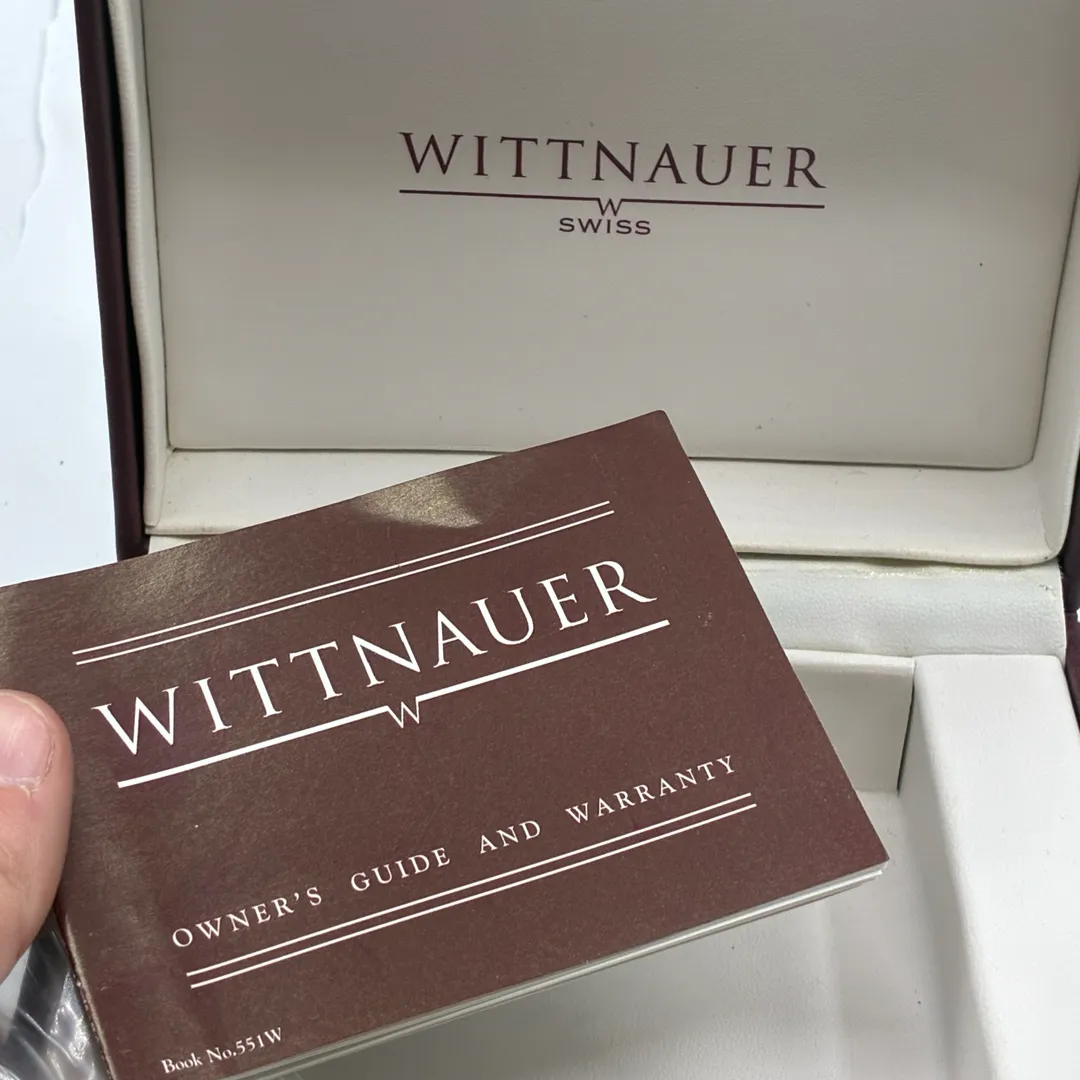 WITTNAUER
W
SWISS
WITTNAUER
W
OWNER'S GUIDE AND WARRANTY
Book No.551W